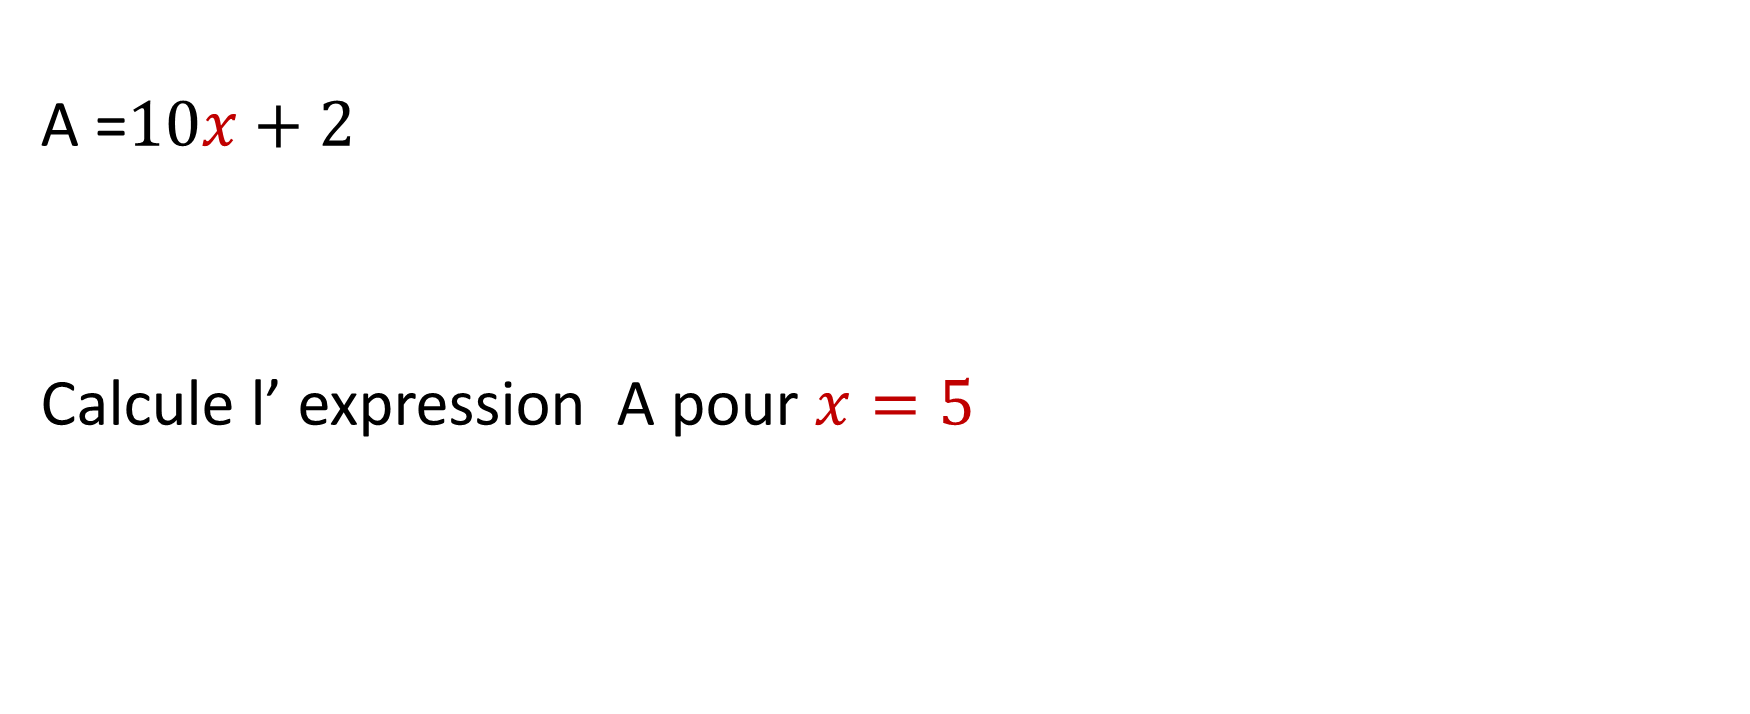 A =10x + 2
Calcule l’ expression  A pour x = 5